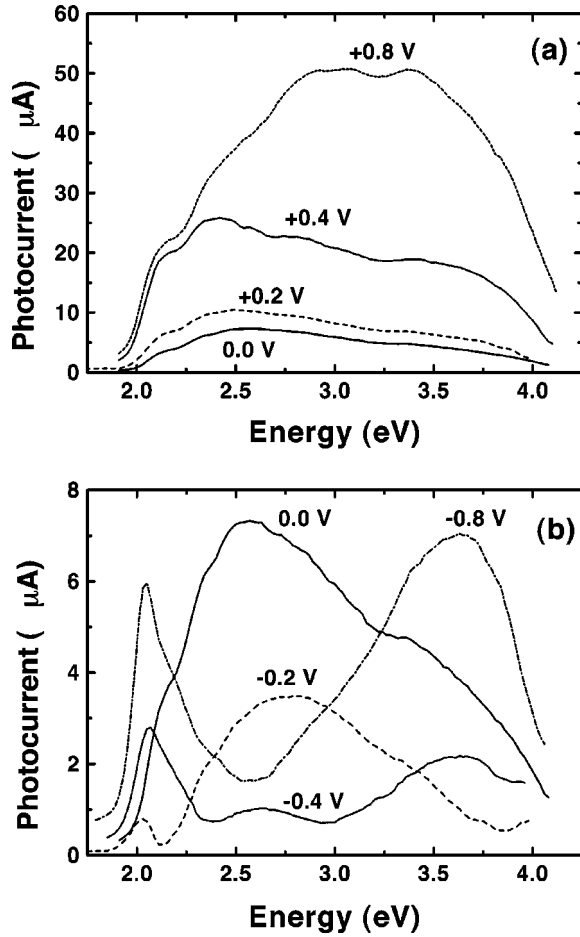 60
50
40
30
20
10
0
Photocurrent ( μA)
(a)
+0.8 V
+0.4 V
+0.2 V
0.0 V
2.0 2.5 3.0 3.5 4.0
Energy (eV)
8
6
4
2
0
Photocurrent ( μA)
0.0 V
-0.8 V
(b)
-0.2 V
-0.4 V
2.0 2.5 3.0 3.5 4.0
Energy (eV)